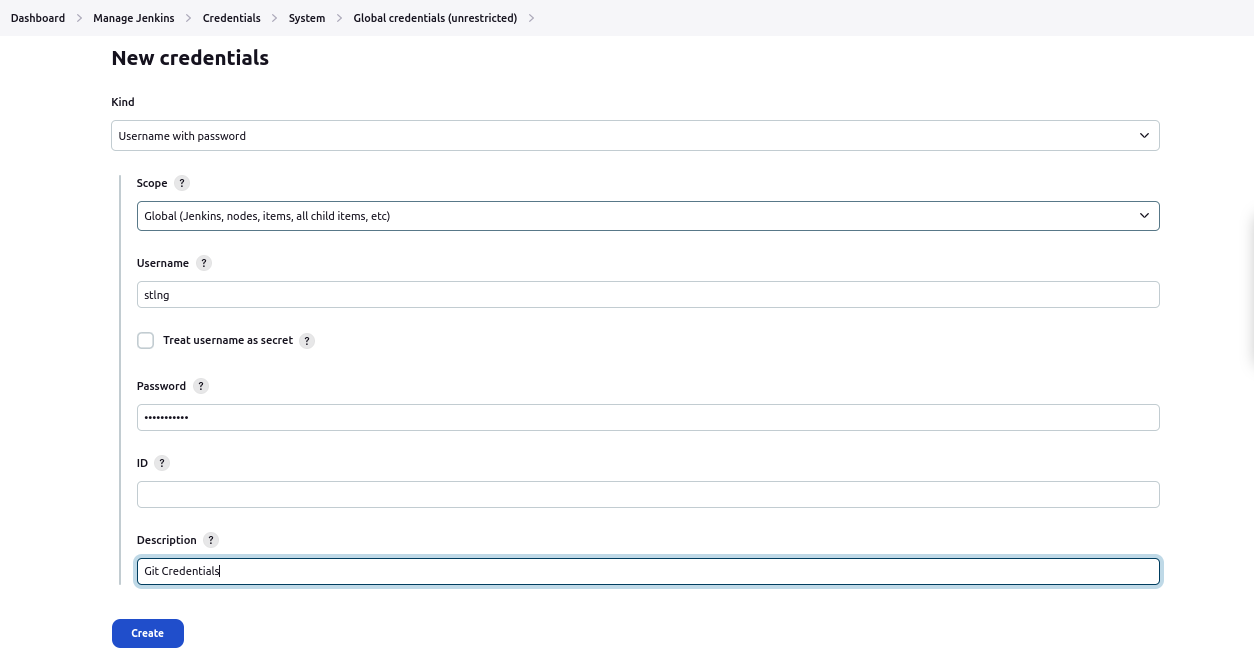 Dashboard > Manage Jenkins > Credentials > System > Global credentials (unrestricted) >
New credentials
Kind
Username with password
Scope ?
Global (Jenkins, nodes, items, all child items, etc)
Username ?
stlng
Treat username as secret ?
Password ?
•••••••••••
ID ?
Description ?
Git Credentials
Create